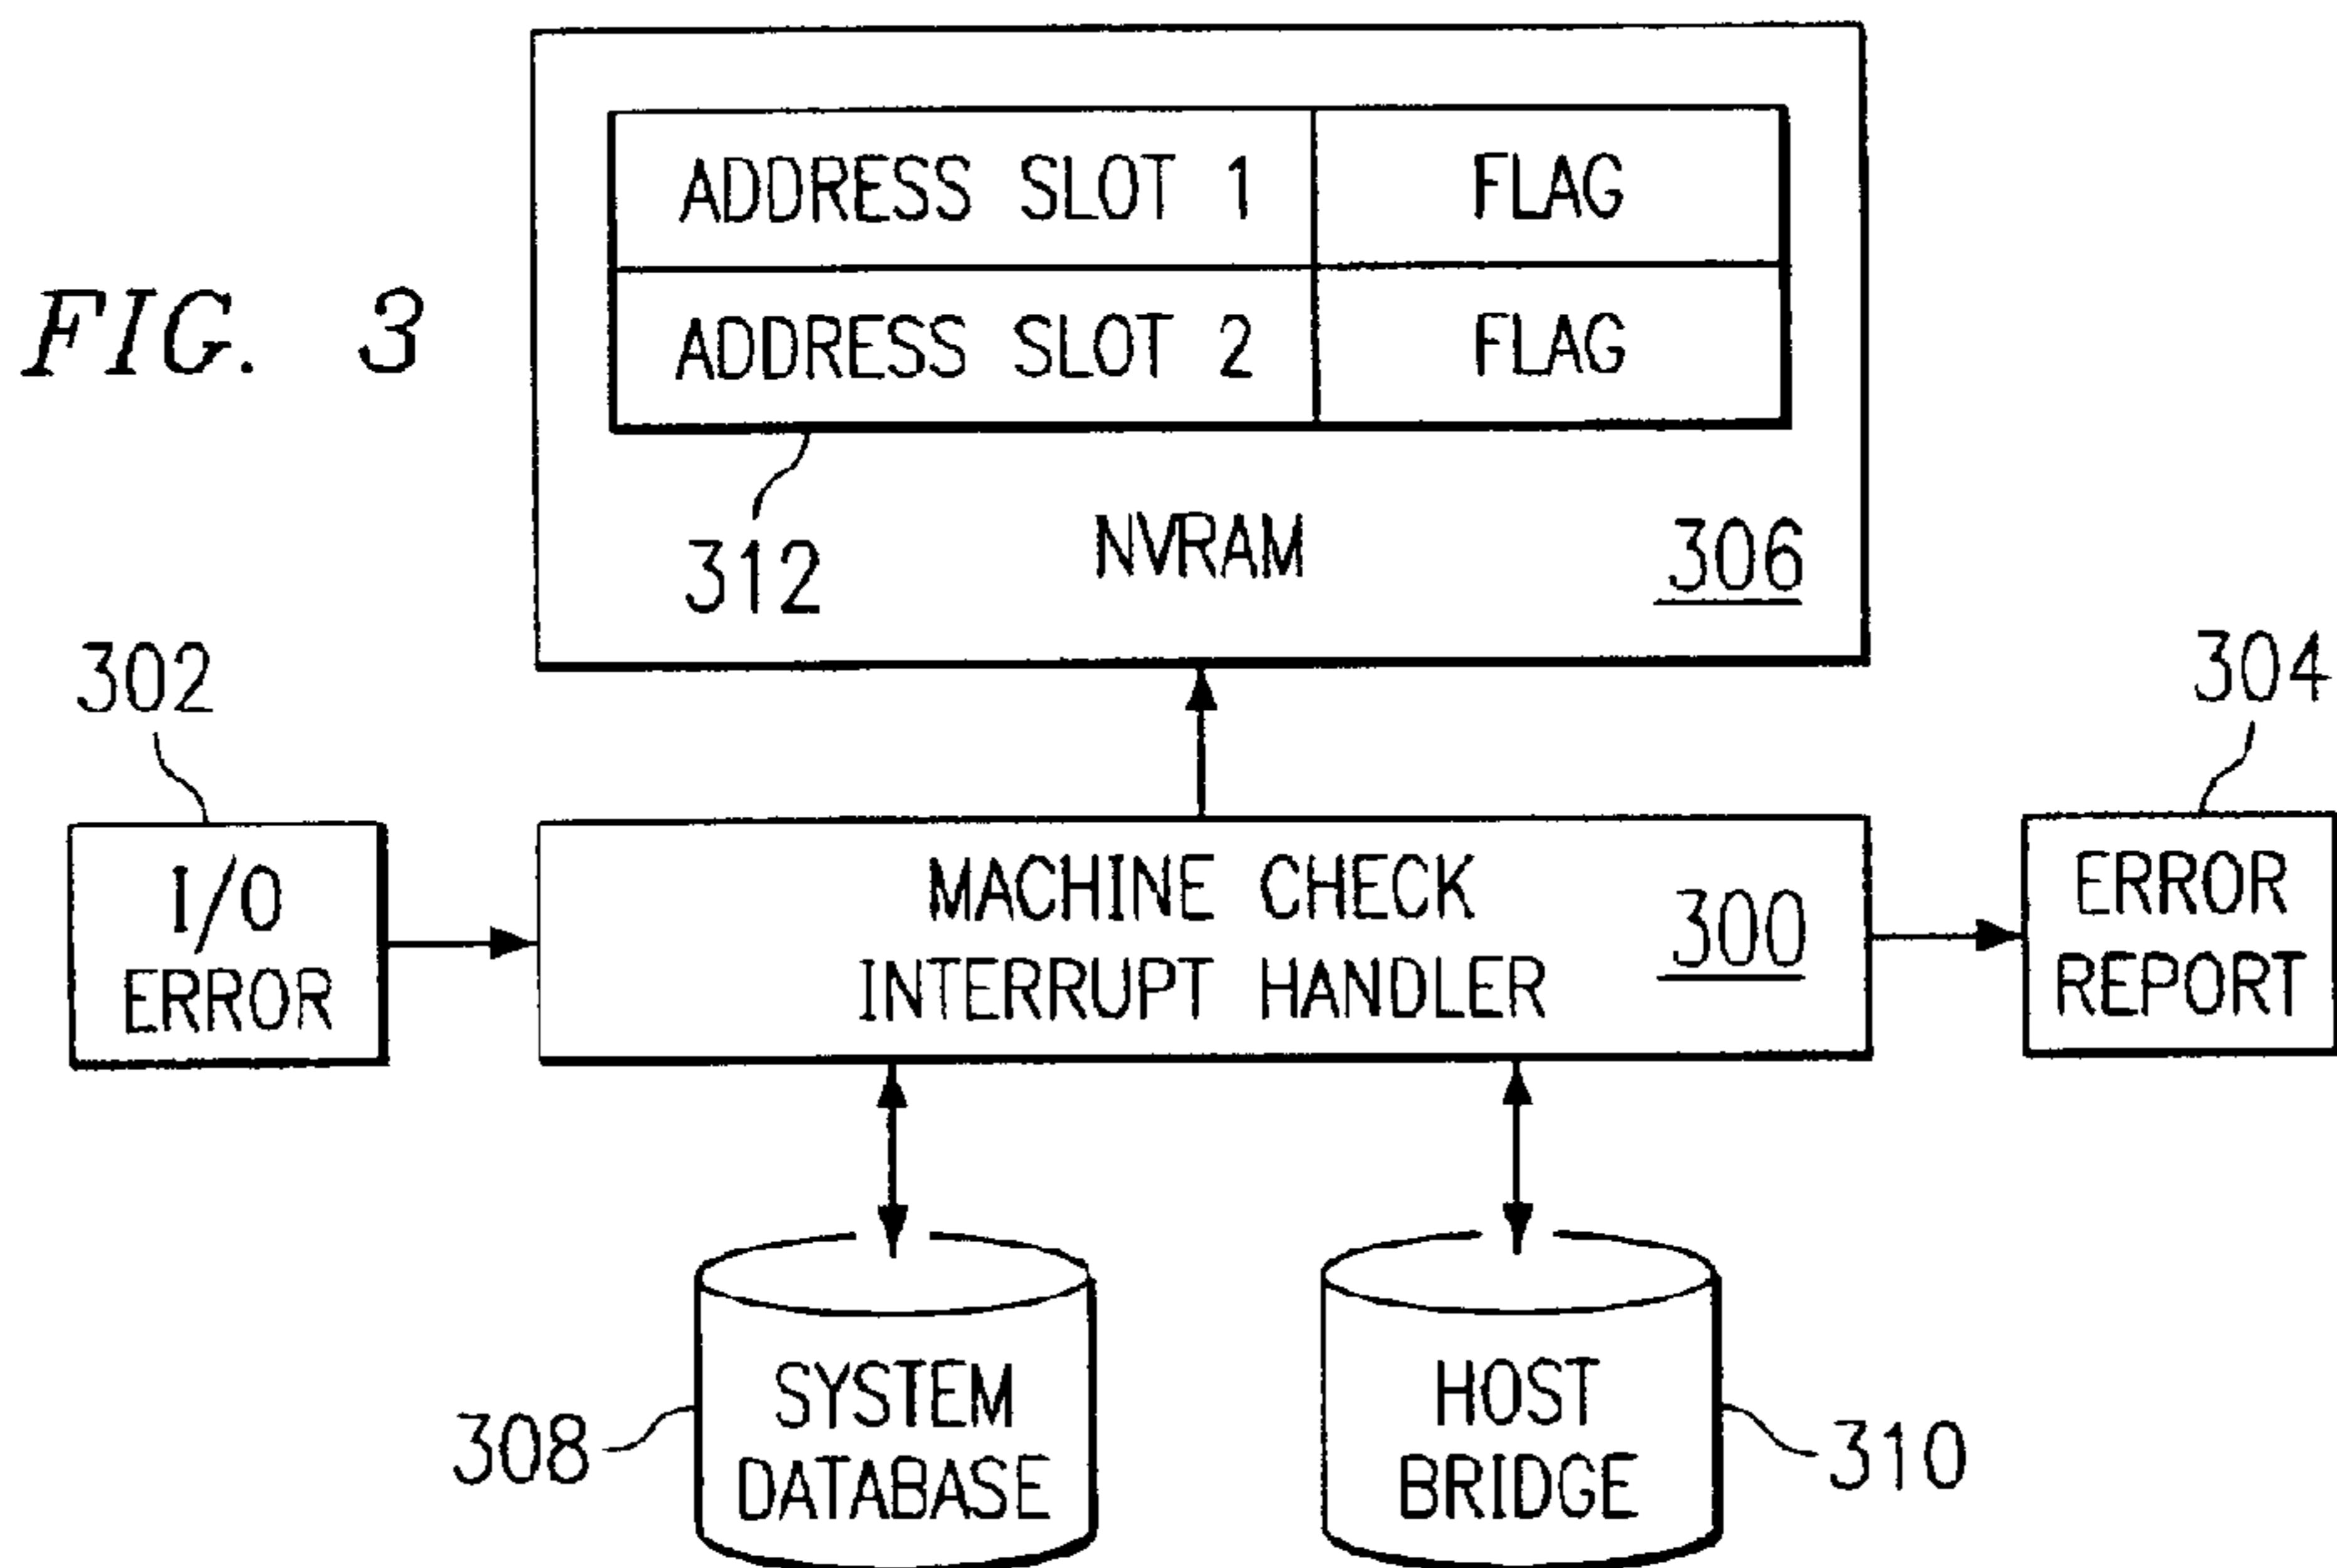 FIG. 3
ADDRESS SLOT 1 FLAG
ADDRESS SLOT 2 FLAG
312
NVRAM
306
302
304
I/O
ERROR
MACHINE CHECK
INTERRUPT HANDLER
300
ERROR
REPORT
308
SYSTEM
DATABASE
HOST
BRIDGE
310